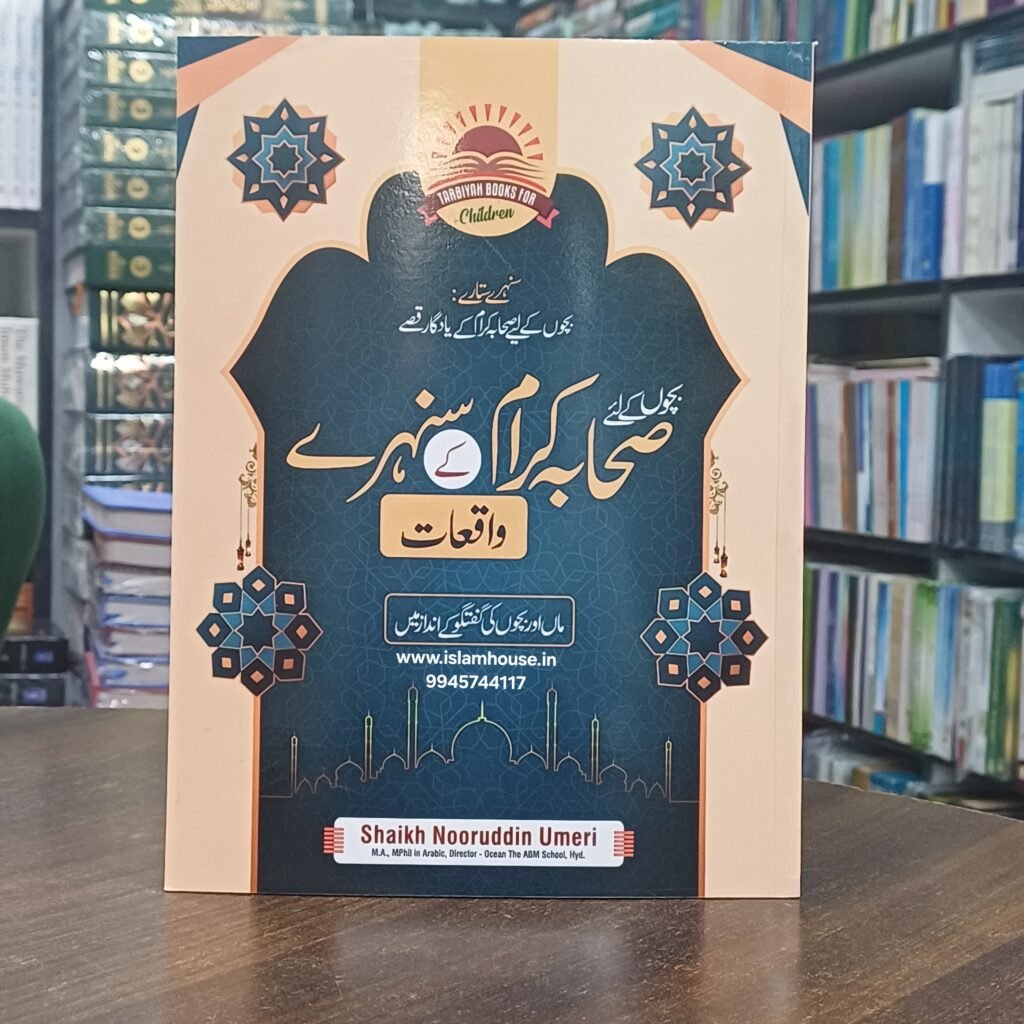 TARBIYAH BOOKS FOR
Children
سنہرے ستارے:
بچوں کے لیے صحابہ کرام کے یادگار قصے
بچوں کے لئے
صحابہ کرام کے سنہرے
واقعات
ماں اور بچوں کی گفتگو کے انداز میں
www.islamhouse.in
9945744117
Shaikh Nooruddin Umeri
M.A., MPhil in Arabic, Director - Ocean The ABM School, Hyd.